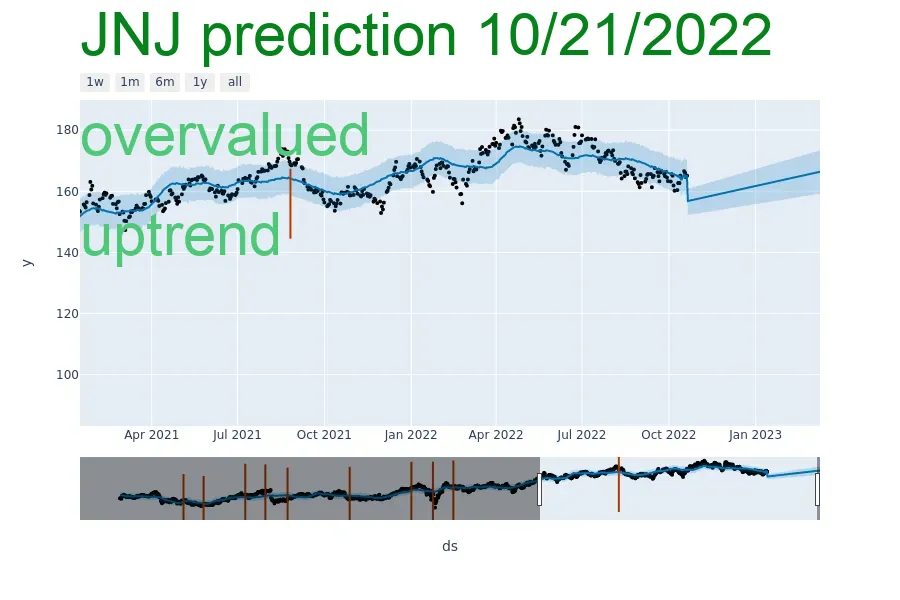 JNJ prediction 10/21/2022
1w 1m 6m 1y all
overvalued
uptrend
180
160
140
120
100
y
Apr 2021 Jul 2021 Oct 2021 Jan 2022 Apr 2022 Jul 2022 Oct 2022 Jan 2023
ds